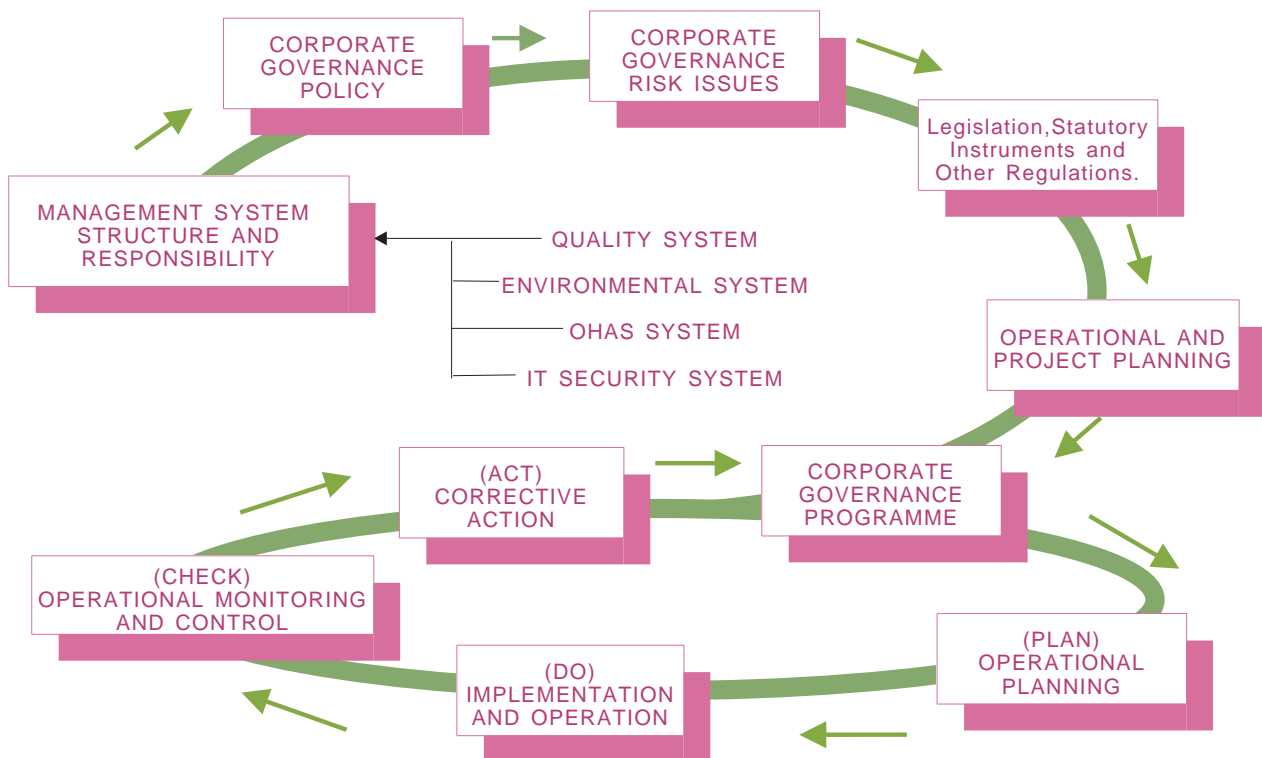 CORPORATE
GOVERNANCE
POLICY
CORPORATE
GOVERNANCE
RISK ISSUES
Legislation,Statutory
Instruments and
Other Regulations.
MANAGEMENT SYSTEM
STRUCTURE AND
RESPONSIBILITY
QUALITY SYSTEM
ENVIRONMENTAL SYSTEM
OHAS SYSTEM
IT SECURITY SYSTEM
OPERATIONAL AND
PROJECT PLANNING
(ACT)
CORRECTIVE
ACTION
CORPORATE
GOVERNANCE
PROGRAMME
(CHECK)
OPERATIONAL MONITORING
AND CONTROL
(DO)
IMPLEMENTATION
AND OPERATION
(PLAN)
OPERATIONAL
PLANNING